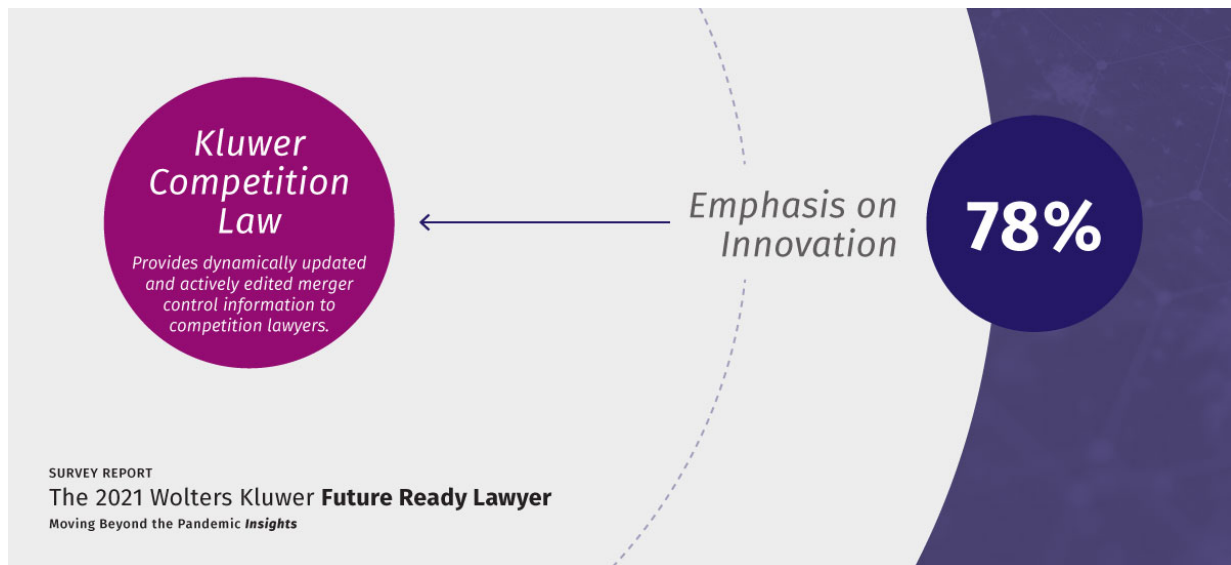 Kluwer
Competition
Law
Provides dynamically updated
and actively edited merger
control information to
competition lawyers.
Emphasis on
Innovation
78%
SURVEY REPORT
The 2021 Wolters Kluwer Future Ready Lawyer
Moving Beyond the Pandemic Insights